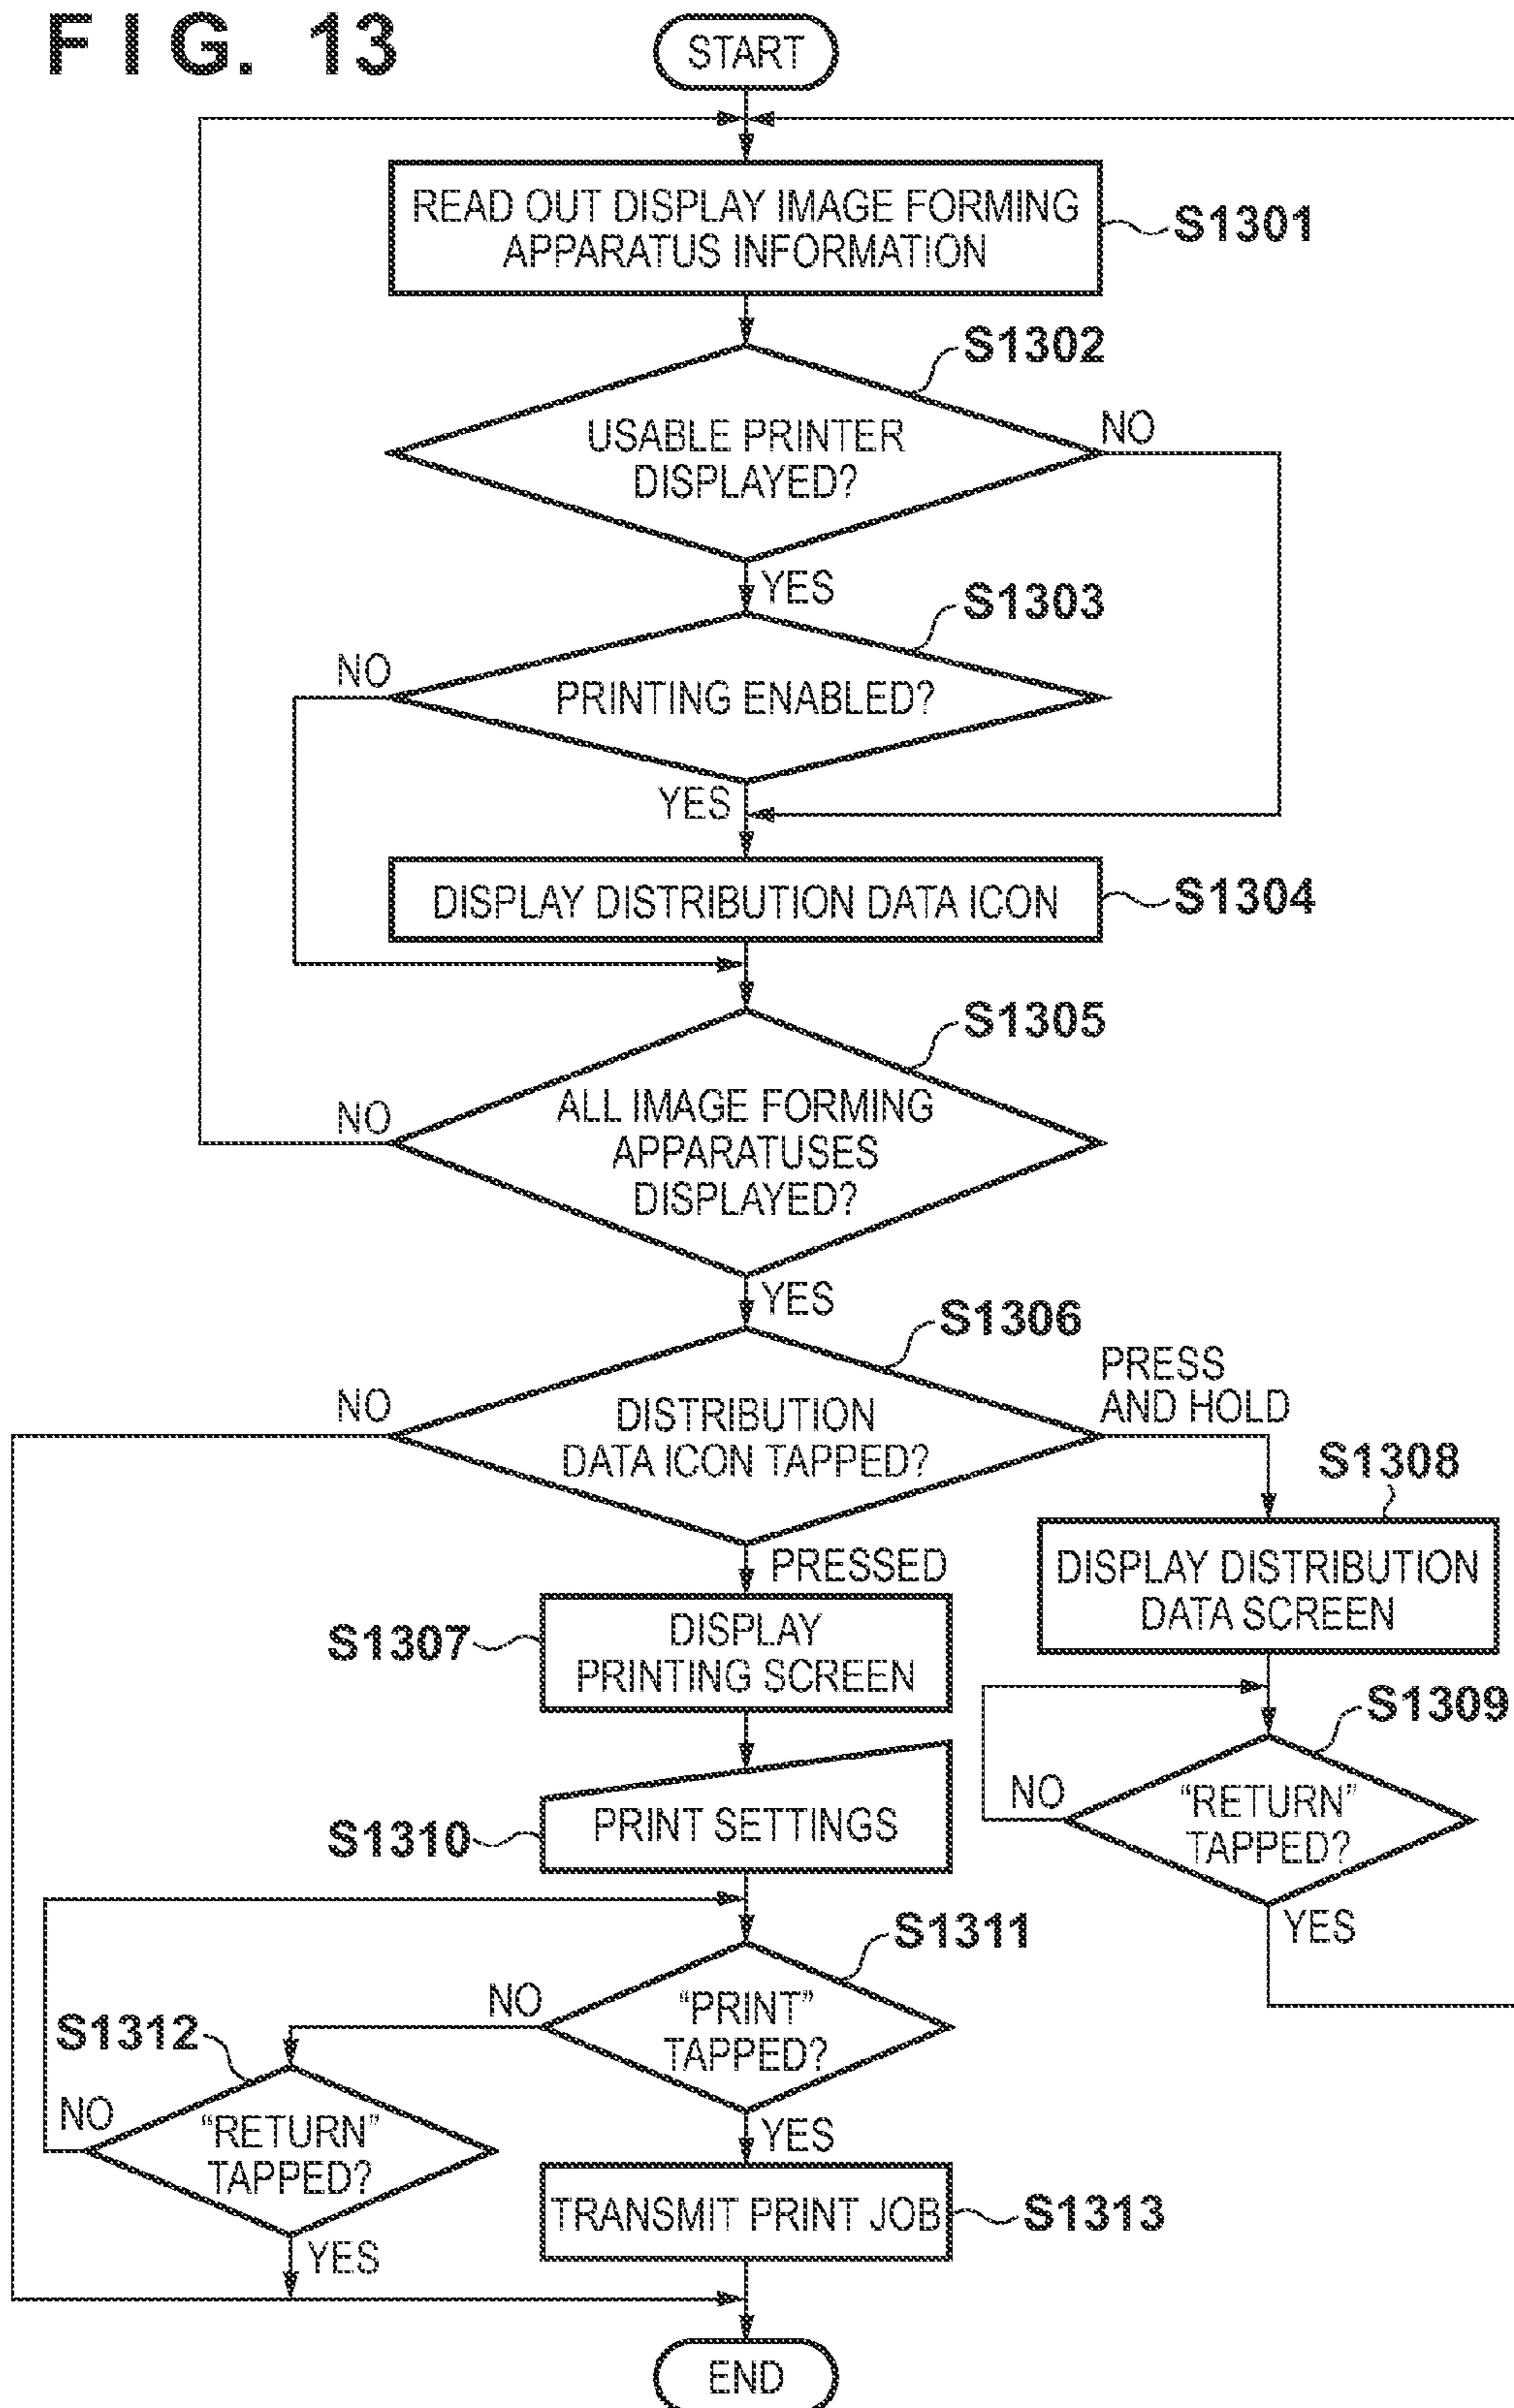 FIG. 13
START
READ OUT DISPLAY IMAGE FORMING
APPARATUS INFORMATION
S1301
S1302
USABLE PRINTER
DISPLAYED?
NO
YES
S1303
NO
PRINTING ENABLED?
YES
DISPLAY DISTRIBUTION DATA ICON
S1304
S1305
NO
ALL IMAGE FORMING
APPARATUSES
DISPLAYED?
YES
S1306
NO
DISTRIBUTION
DATA ICON TAPPED?
PRESS
AND HOLD
S1308
PRESSED
DISPLAY DISTRIBUTION
DATA SCREEN
S1307
DISPLAY
PRINTING SCREEN
S1309
NO
“RETURN”
TAPPED?
YES
S1310
PRINT SETTINGS
S1311
NO
“PRINT”
TAPPED?
S1312
NO
“RETURN”
TAPPED?
YES
YES
TRANSMIT PRINT JOB
S1313
END